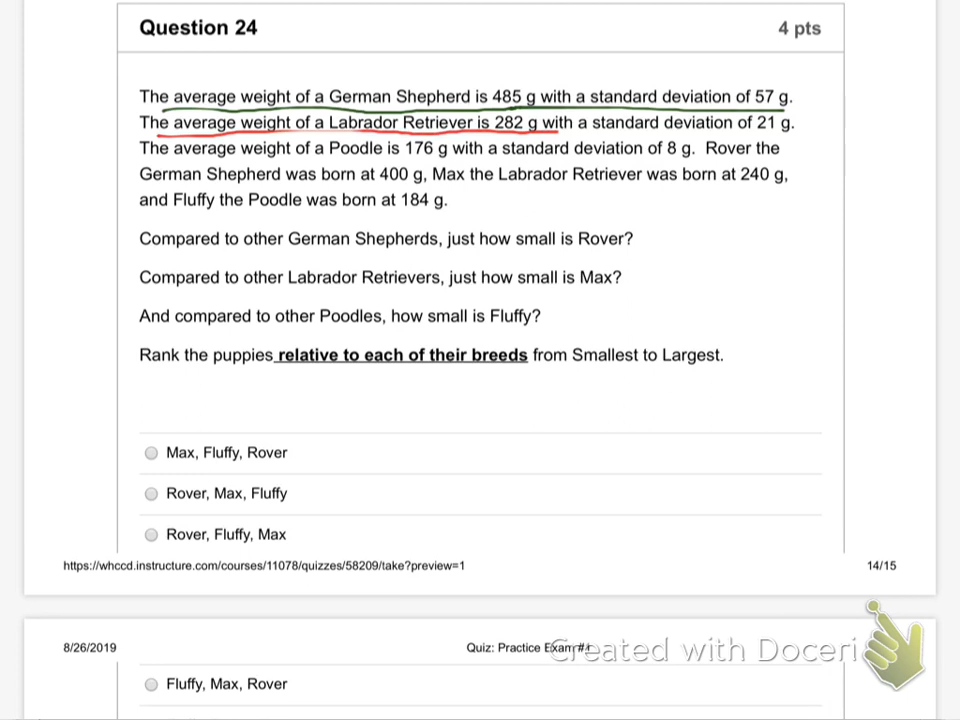 Question 24
4 pts
The average weight of a German Shepherd is 485 g with a standard deviation of 57 g.
The average weight of a Labrador Retriever is 282 g with a standard deviation of 21 g.
The average weight of a Poodle is 176 g with a standard deviation of 8 g.  Rover the
German Shepherd was born at 400 g, Max the Labrador Retriever was born at 240 g,
and Fluffy the Poodle was born at 184 g.
Compared to other German Shepherds, just how small is Rover?
Compared to other Labrador Retrievers, just how small is Max?
And compared to other Poodles, how small is Fluffy?
Rank the puppies relative to each of their breeds from Smallest to Largest.
Max, Fluffy, Rover
Rover, Max, Fluffy
Rover, Fluffy, Max
https://whccd.instructure.com/courses/11078/quizzes/58209/take?preview=1
14/15
8/26/2019
Quiz: Practice Exam #1
Created with Doceri
Fluffy, Max, Rover